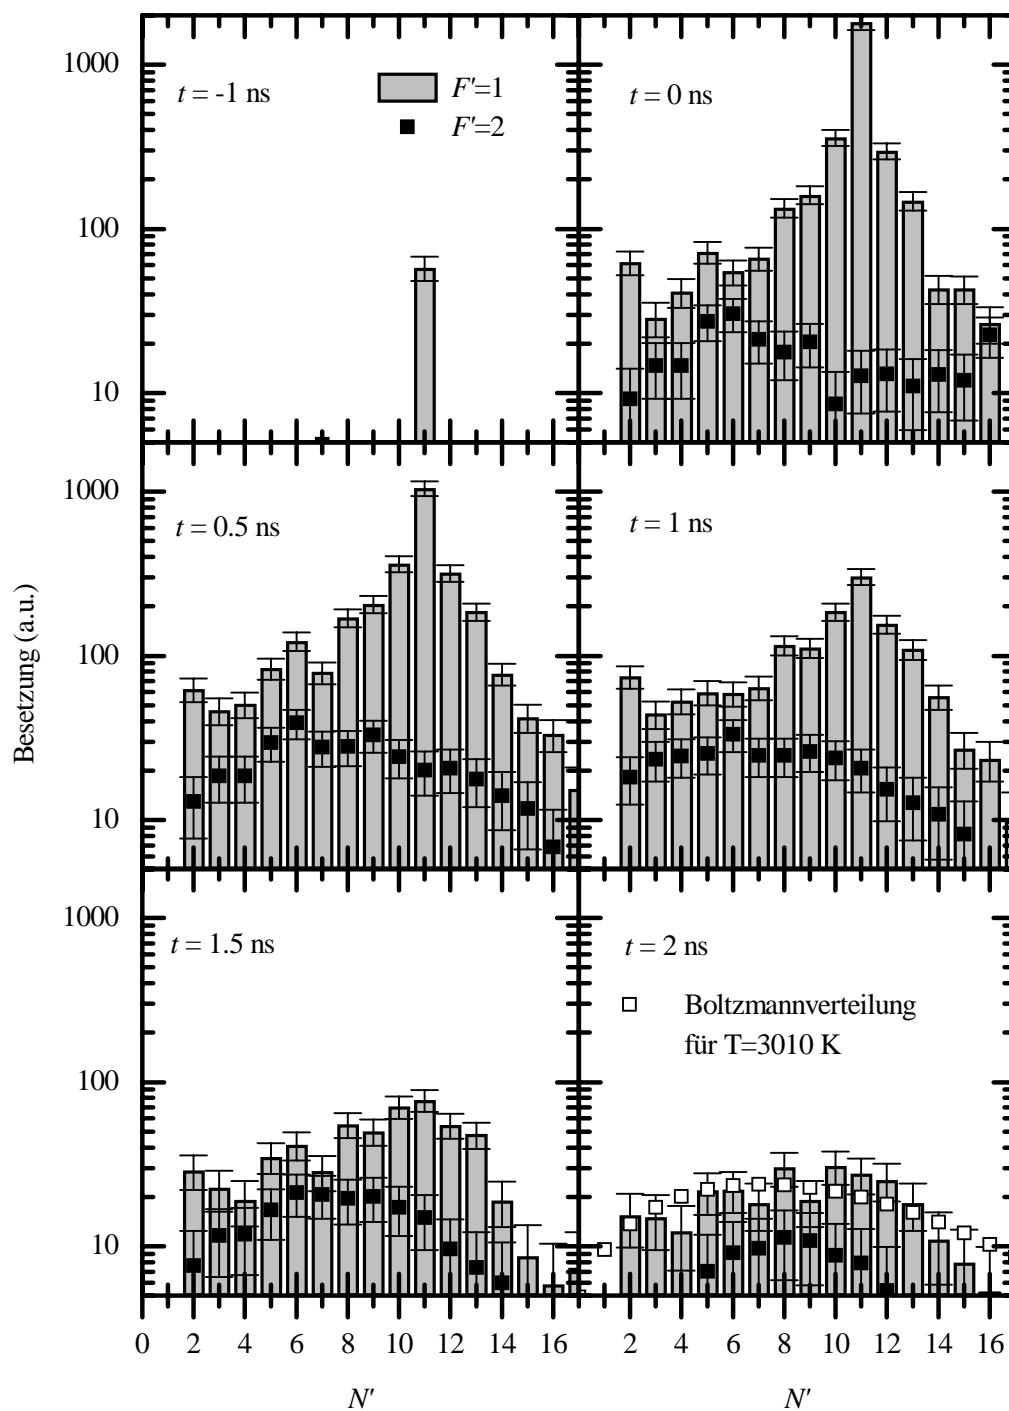 1000
100
10
t = -1 ns
F'=1
F'=2
t = 0 ns
1000
100
10
t = 0.5 ns
t = 1 ns
Besetzung (a.u.)
1000
100
10
t = 1.5 ns
t = 2 ns
Boltzmannverteilung
für T=3010 K
0 2 4 6 8 10 12 14 16
2 4 6 8 10 12 14 16
N'
N'